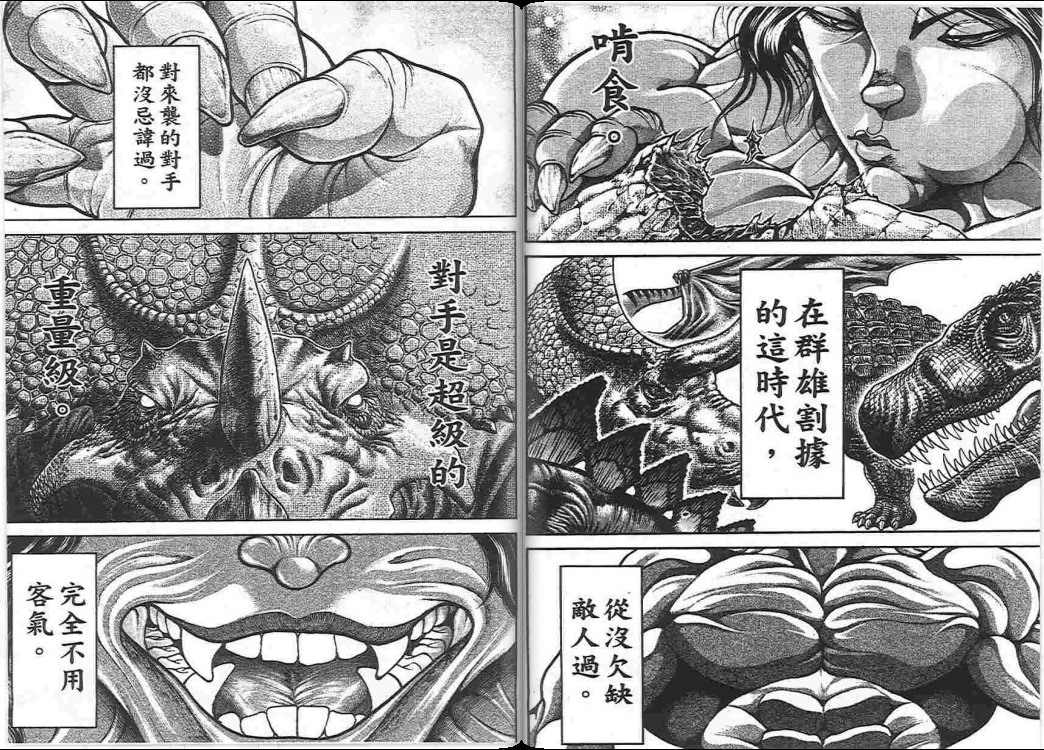 啃食。
在群雄割據
的這時代，
從沒欠缺
敵人過。
對來襲的對手
都沒忌諱過。
對手是超級的
重量級。
完全不用
客氣。